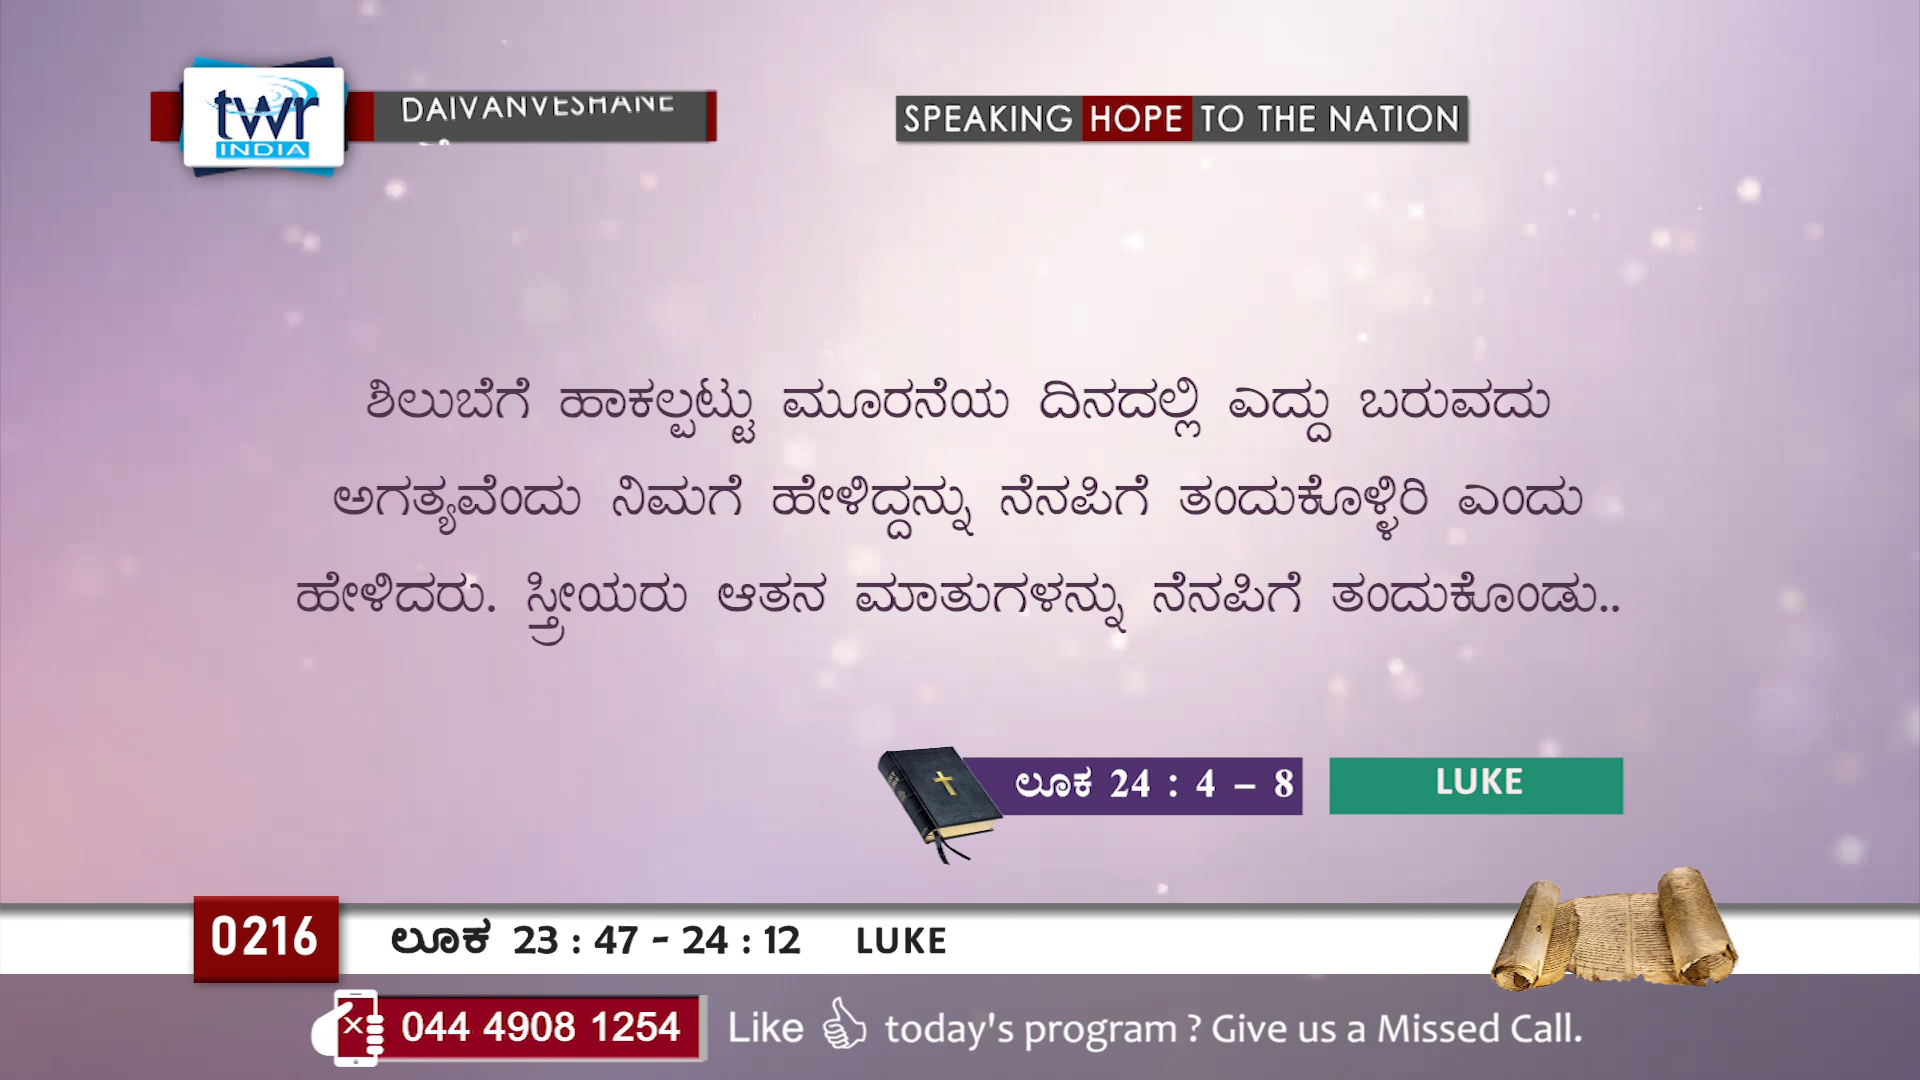 twr
INDIA
DAIVANVESHANE
SPEAKING HOPE TO THE NATION
ಶಿಲುಬೆಗೆ ಹಾಕಲ್ಪಟ್ಟು ಮೂರನೆಯ ದಿನದಲ್ಲಿ ಎದ್ದು ಬರುವದು
ಅಗತ್ಯವೆಂದು ನಿಮಗೆ ಹೇಳಿದ್ದನ್ನು ನೆನಪಿಗೆ ತಂದುಕೊಳ್ಳಿರಿ ಎಂದು
ಹೇಳಿದರು. ಸ್ತ್ರೀಯರು ಆತನ ಮಾತುಗಳನ್ನು ನೆನಪಿಗೆ ತಂದುಕೊಂಡು..
ಲೂಕ 24 : 4 – 8
LUKE
0216
ಲೂಕ 23 : 47 - 24 : 12 LUKE
044 4908 1254
Like today's program ? Give us a Missed Call.